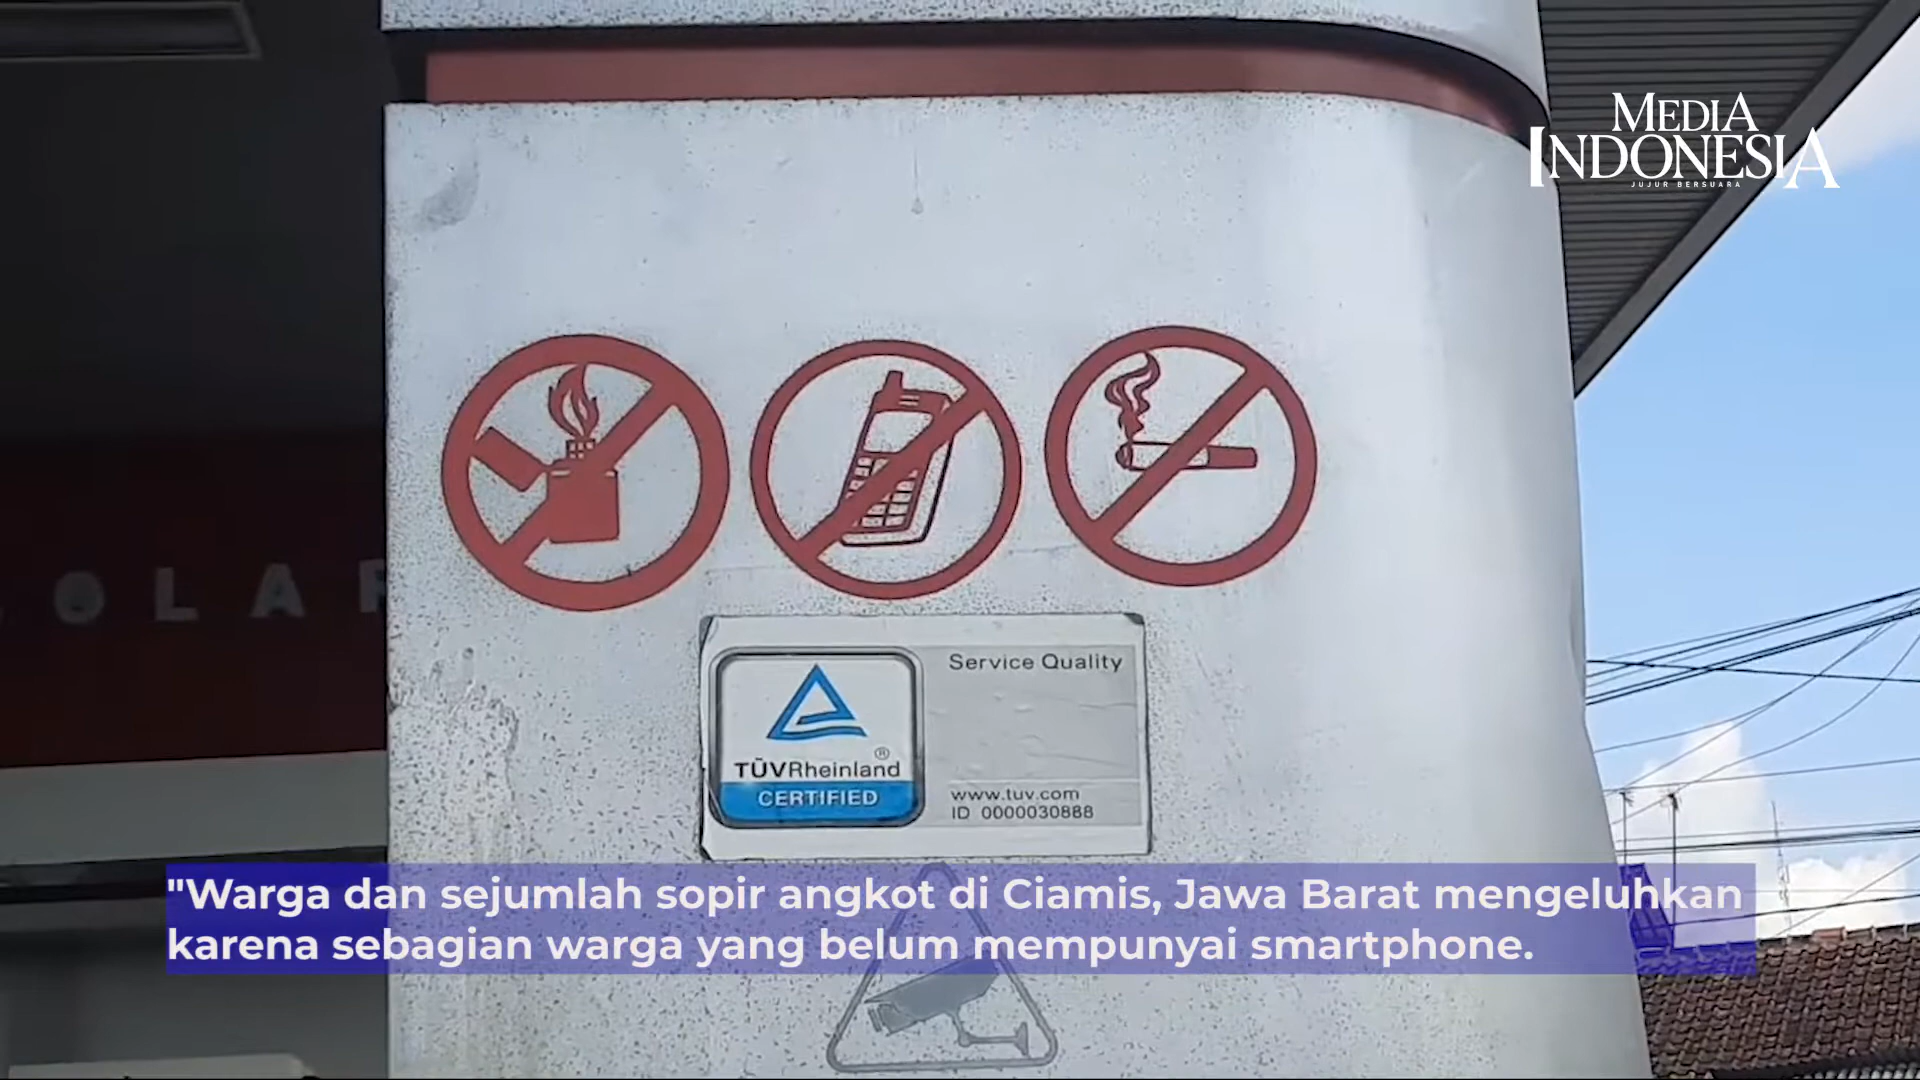 MEDIA
INDONESIA
JUJUR BERSUARA
OLAR
Service Quality
TÜVRheinland®
CERTIFIED
www.tuv.com
ID 0000030888
"Warga dan sejumlah sopir angkot di Ciamis, Jawa Barat mengeluhkan
karena sebagian warga yang belum mempunyai smartphone.